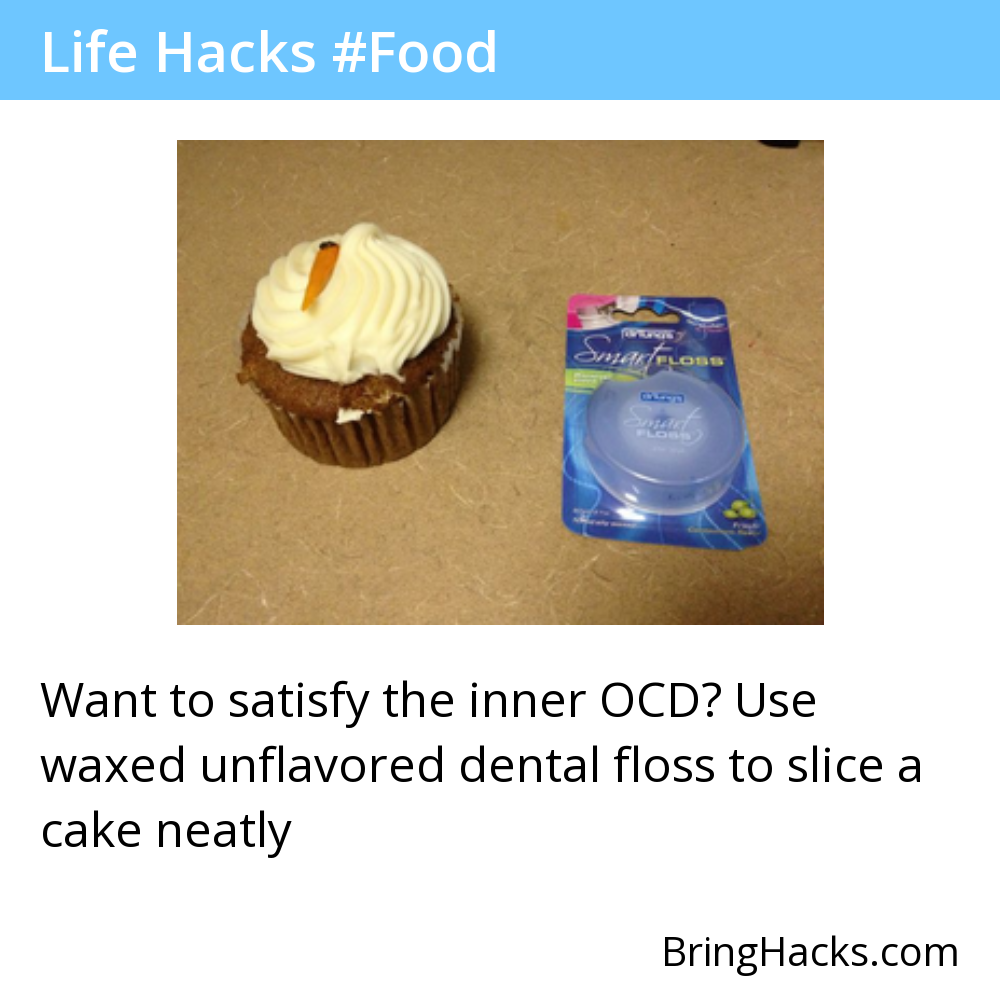 Life Hacks #Food
drTung's
Smart FLOSS
drTung's
Smart
FLOSS
Want to satisfy the inner OCD? Use
waxed unflavored dental floss to slice a
cake neatly
BringHacks.com